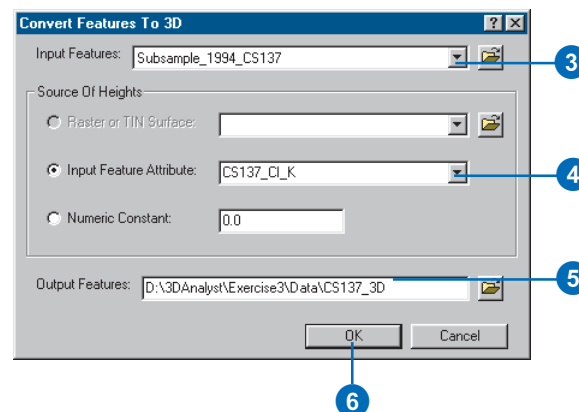 Convert Features To 3D
Input Features: Subsample_1994_CS137
3
Source Of Heights
Raster or TIN Surface:
Input Feature Attribute: CS137_CI_K
4
Numeric Constant: 0.0
Output Features: D:\3DAnalyst\Exercise3\Data\CS137_3D
5
OK Cancel
6